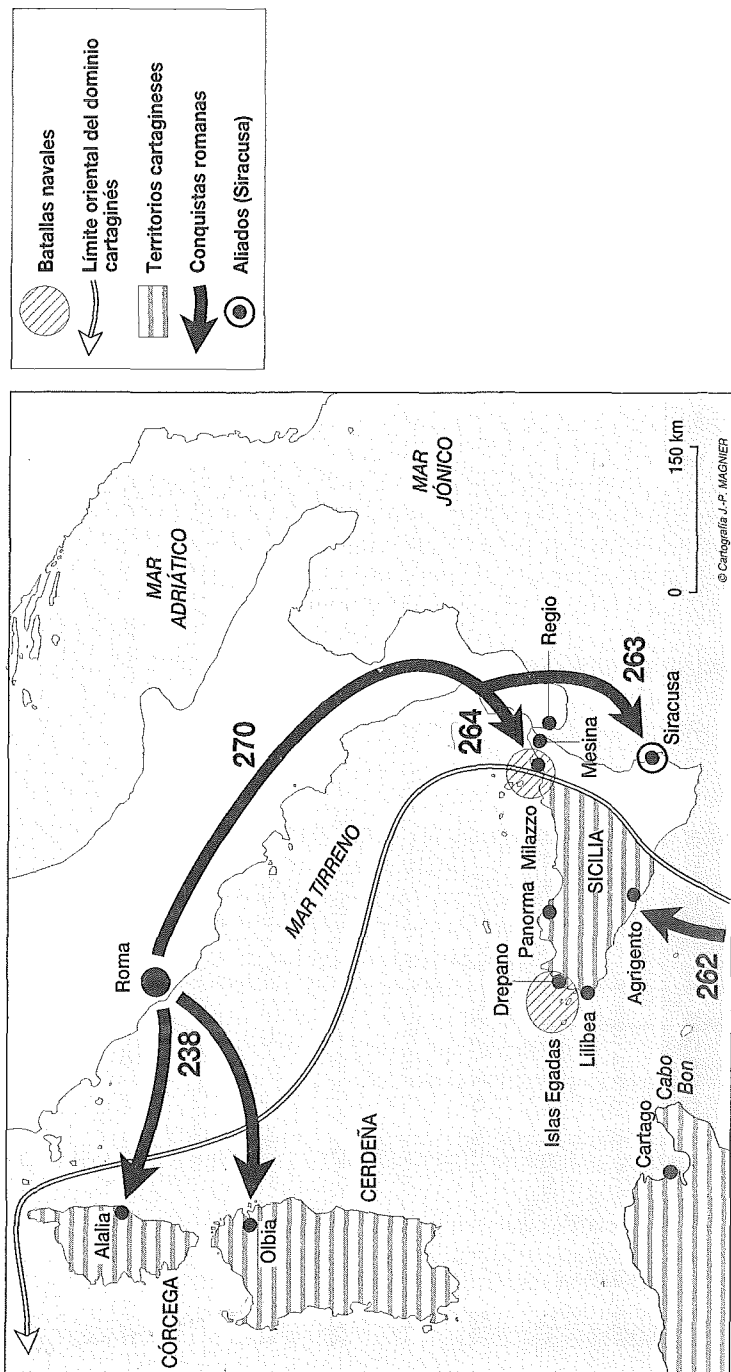 Batallas navales
Límite oriental del dominio
cartaginés
Territorios cartagineses
Conquistas romanas
Aliados (Siracusa)
MAR
ADRIÁTICO
MAR
JÓNICO
MAR TIRRENO
Roma
270
238
264
263
262
CÓRCEGA
Alalia
Olbia
CERDEÑA
Islas Egadas
Drepano
Lilibea
Panorma
Milazzo
Mesina
Regio
SICILIA
Agrigento
Siracusa
Cartago
Cabo
Bon
0
150 km
© Cartografía J.-P. MAGNIER